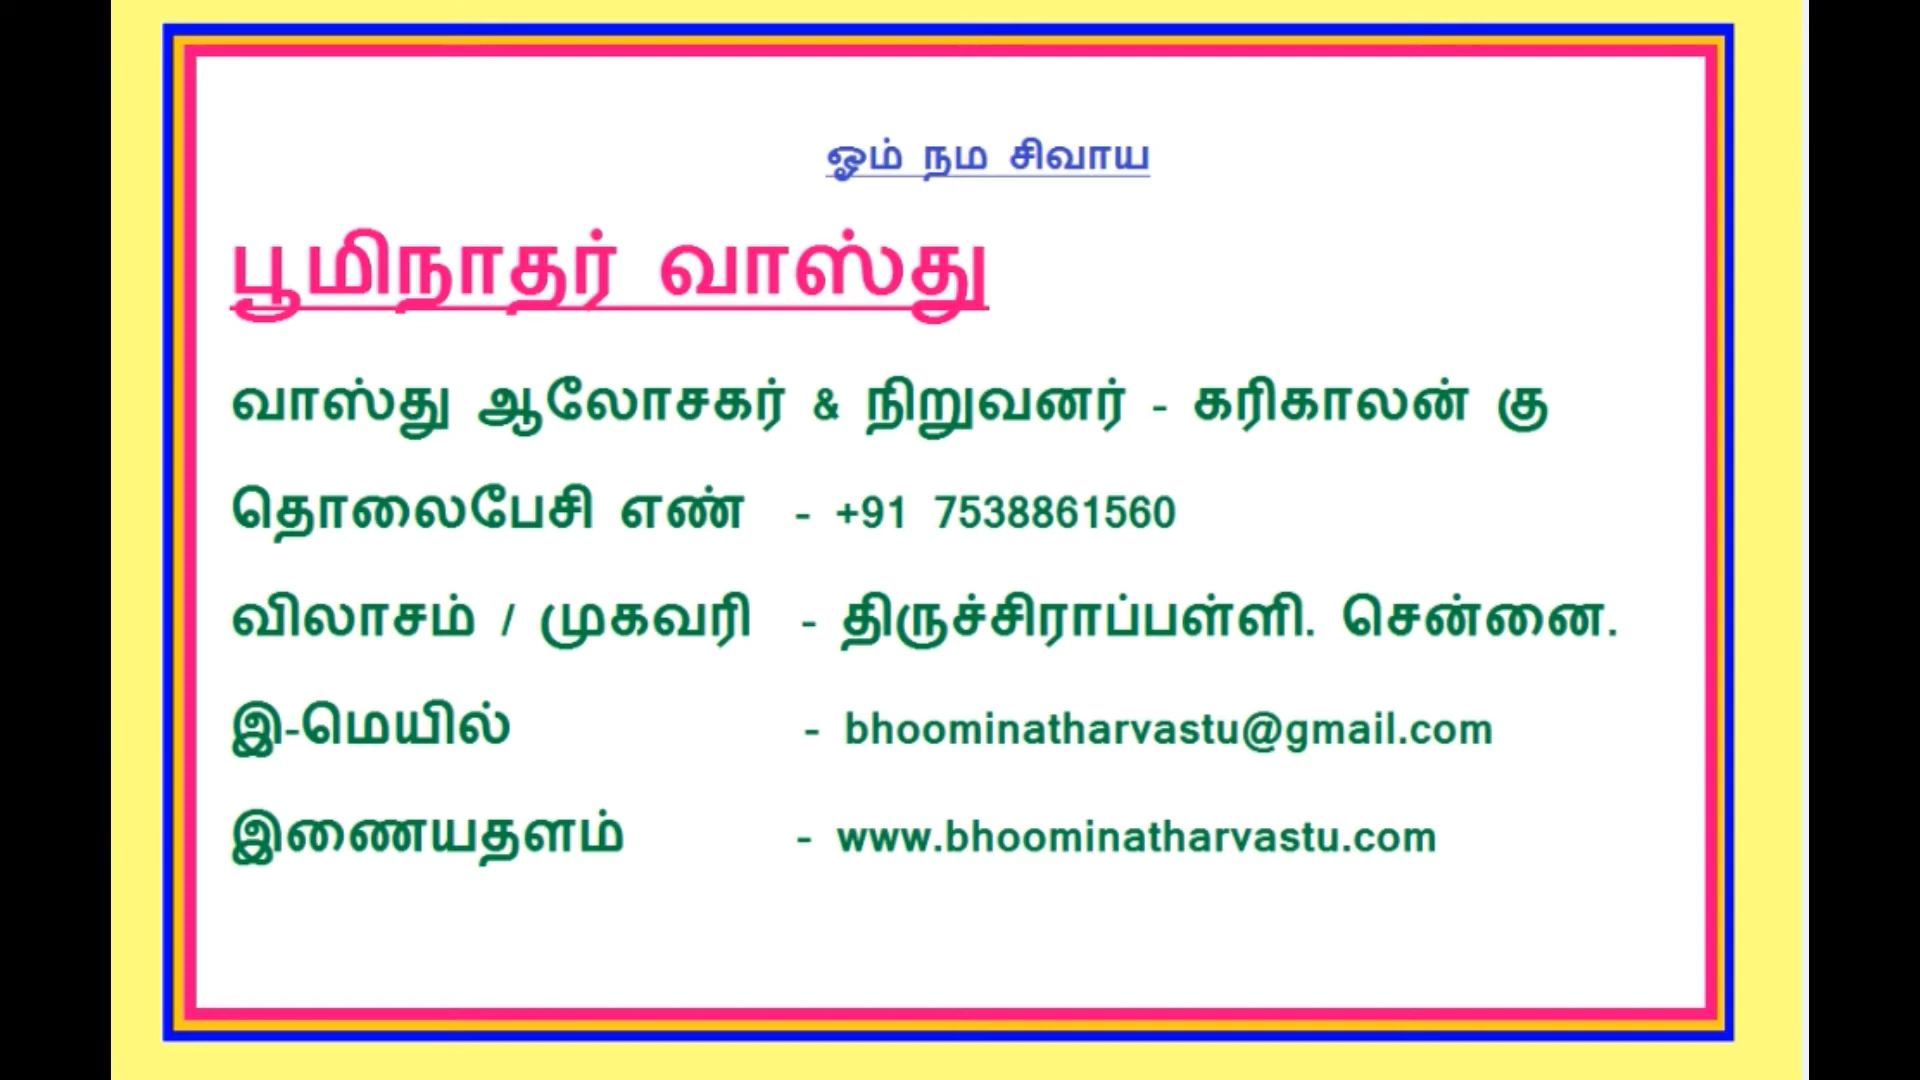 ஓம் நம சிவாய
பூமிநாதர் வாஸ்து
வாஸ்து ஆலோசகர் & நிறுவனர் - கரிகாலன் கு
தொலைபேசி எண் - +91 7538861560
விலாசம் / முகவரி - திருச்சிராப்பள்ளி. சென்னை.
இ-மெயில் - bhoominatharvastu@gmail.com
இணையதளம் - www.bhoominatharvastu.com